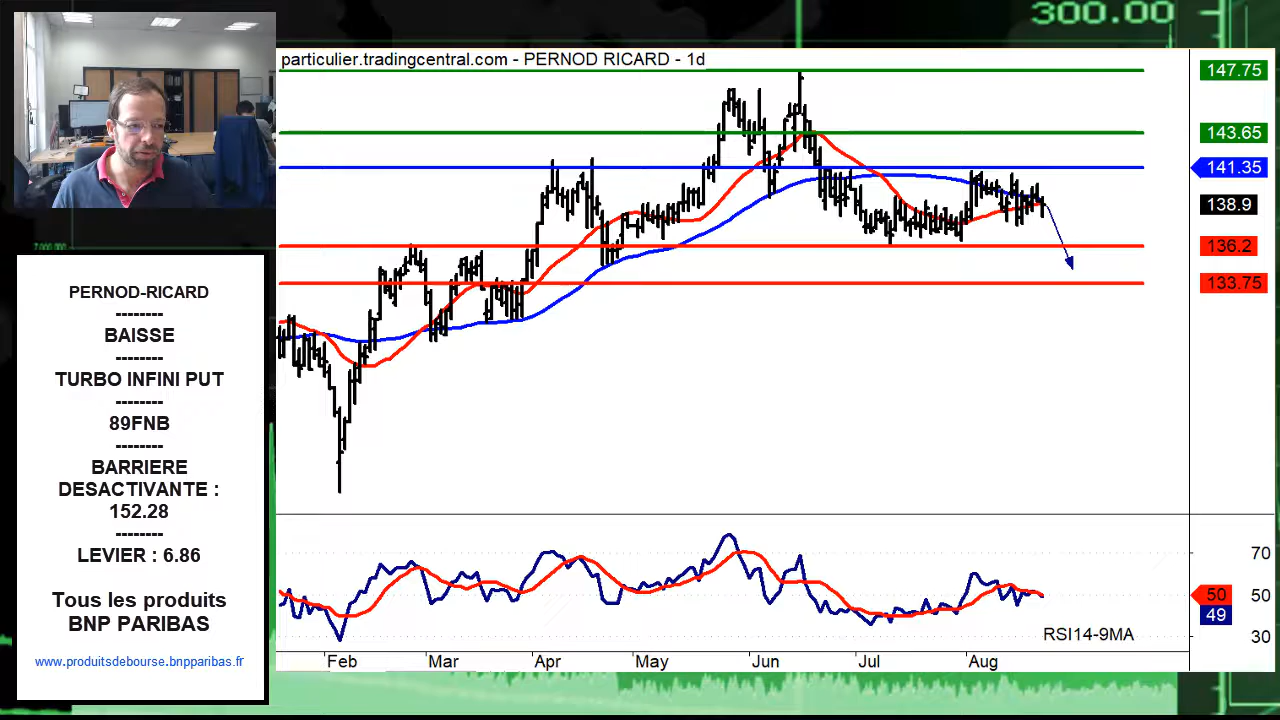 300.00
particulier.tradingcentral.com - PERNOD RICARD - 1d
147.75
143.65
141.35
138.9
136.2
133.75
7.000.000
PERNOD-RICARD
--------
BAISSE
--------
TURBO INFINI PUT
--------
89FNB
--------
BARRIERE
DESACTIVANTE :
152.28
--------
LEVIER : 6.86
Tous les produits
BNP PARIBAS
www.produitsdebourse.bnpparibas.fr
70
50
50
49
30
RSI14-9MA
Feb
Mar
Apr
May
Jun
Jul
Aug